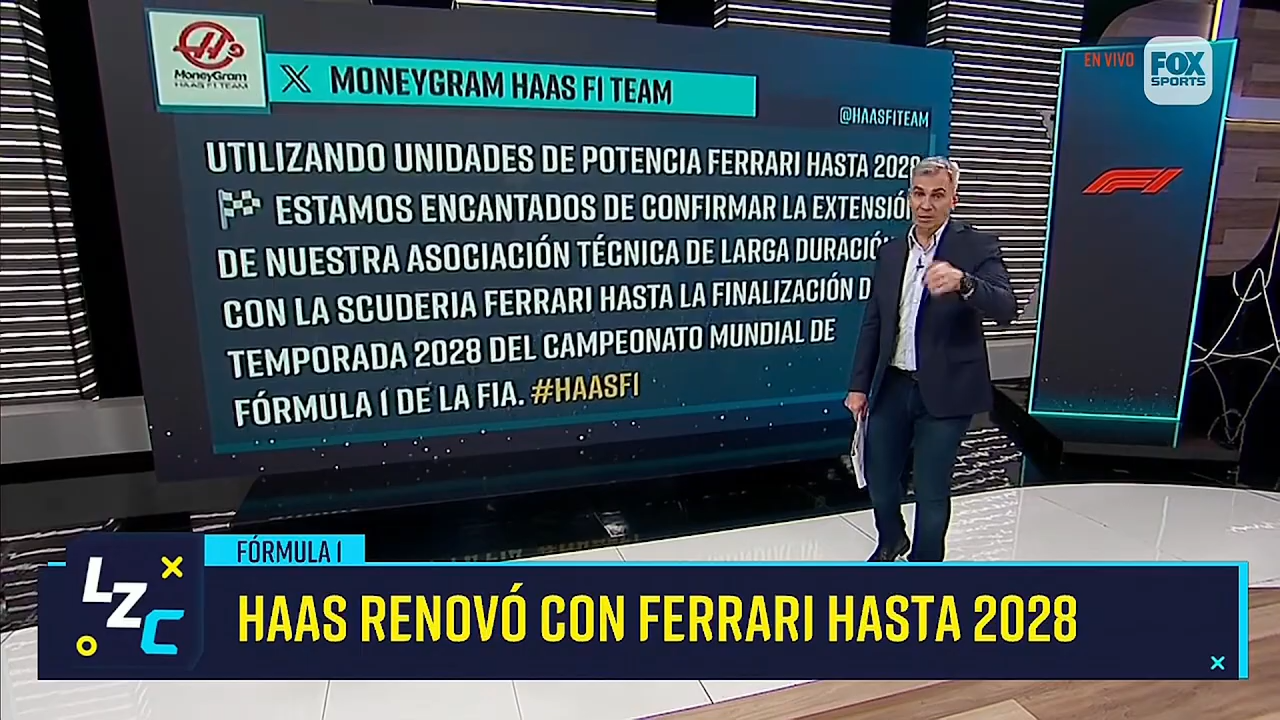 H
MoneyGram
HAAS F1 TEAM
X MONEYGRAM HAAS F1 TEAM
@HAASF1TEAM
EN VIVO
FOX
SPORTS
F1
UTILIZANDO UNIDADES DE POTENCIA FERRARI HASTA 2028
ESTAMOS ENCANTADOS DE CONFIRMAR LA EXTENSIÓN
DE NUESTRA ASOCIACIÓN TÉCNICA DE LARGA DURACIÓN
CON LA SCUDERIA FERRARI HASTA LA FINALIZACIÓN
TEMPORADA 2028 DEL CAMPEONATO MUNDIAL DE
FÓRMULA 1 DE LA FIA. #HAASF1
LZC
FÓRMULA 1
HAAS RENOVÓ CON FERRARI HASTA 2028